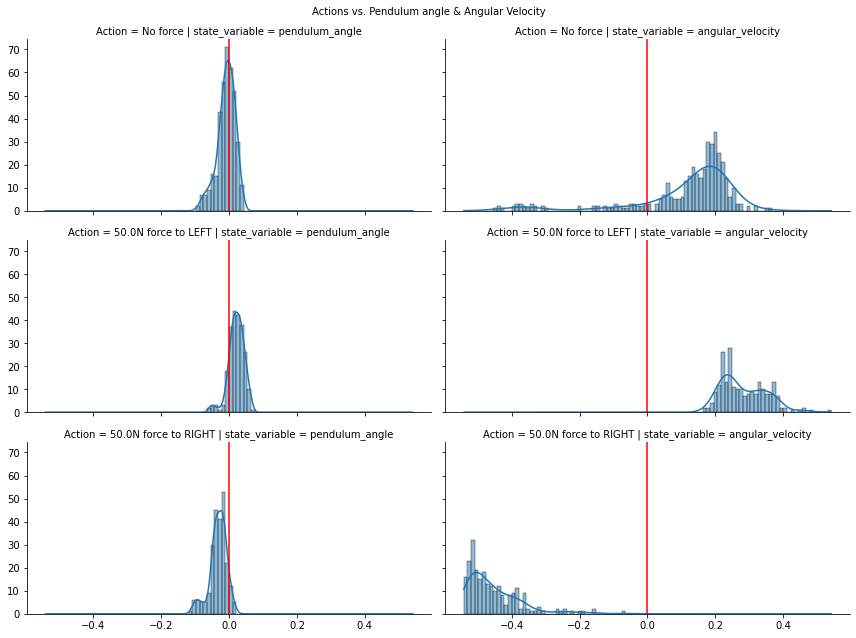 Actions vs. Pendulum angle & Angular Velocity
Action = No force | state_variable = pendulum_angle
Action = No force | state_variable = angular_velocity
70
60
50
40
30
20
10
0
Action = 50.0N force to LEFT | state_variable = pendulum_angle
Action = 50.0N force to LEFT | state_variable = angular_velocity
70
60
50
40
30
20
10
0
Action = 50.0N force to RIGHT | state_variable = pendulum_angle
Action = 50.0N force to RIGHT | state_variable = angular_velocity
70
60
50
40
30
20
10
0
−0.4 −0.2 0.0 0.2 0.4
−0.4 −0.2 0.0 0.2 0.4